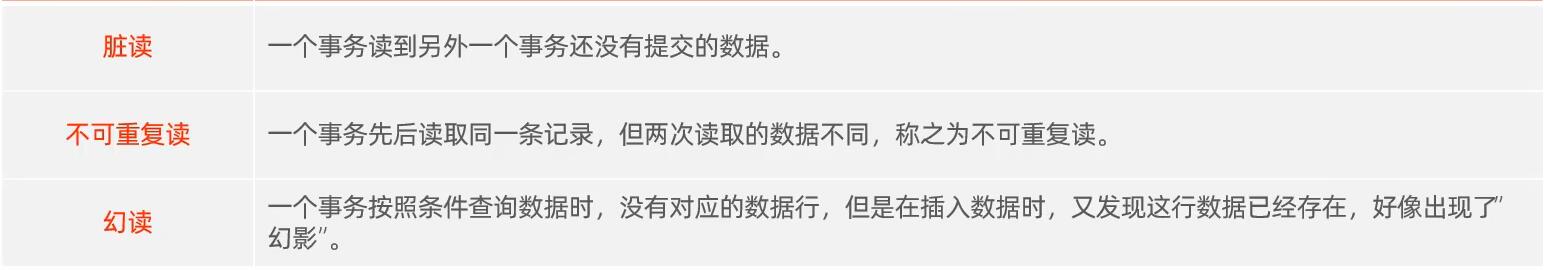 脏读
一个事务读到另外一个事务还没有提交的数据。
不可重复读
一个事务先后读取同一条记录，但两次读取的数据不同，称之为不可重复读。
幻读
一个事务按照条件查询数据时，没有对应的数据行，但是在插入数据时，又发现这行数据已经存在，好像出现了"
幻影"。